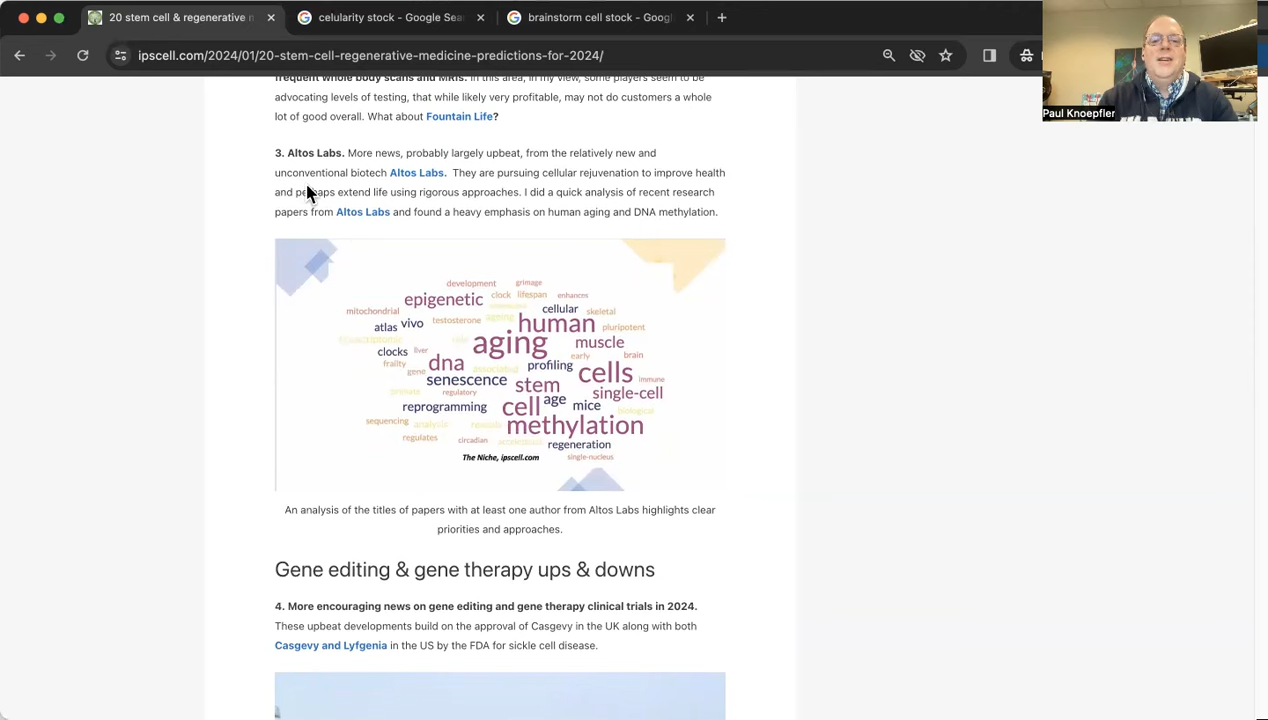 20 stem cell & regenerative m
celularity stock - Google Sea
brainstorm cell stock - Goog
ipscell.com/2024/01/20-stem-cell-regenerative-medicine-predictions-for-2024/
Paul Knoepfler
frequent whole body scans and MRIs. In this area, in my view, some players seem to be
advocating levels of testing, that while likely very profitable, may not do customers a whole
lot of good overall. What about Fountain Life?
3. Altos Labs. More news, probably largely upbeat, from the relatively new and
unconventional biotech Altos Labs. They are pursuing cellular rejuvenation to improve health
and perhaps extend life using rigorous approaches. I did a quick analysis of recent research
papers from Altos Labs and found a heavy emphasis on human aging and DNA methylation.
development grimage
epigenetic clock lifespan enhances
mitochondrial cellular skeletal
atlas vivo testosterone ageing human pluripotent
aging muscle
clocks liver early brain
frailty gene dna profiling cells immune
senescence stem
regulatory single-cell
reprogramming cell age mice biological
sequencing methylation
regulates circadian regeneration
The Niche, ipscell.com single-nucleus
An analysis of the titles of papers with at least one author from Altos Labs highlights clear
priorities and approaches.
Gene editing & gene therapy ups & downs
4. More encouraging news on gene editing and gene therapy clinical trials in 2024.
These upbeat developments build on the approval of Casgevy in the UK along with both
Casgevy and Lyfgenia in the US by the FDA for sickle cell disease.